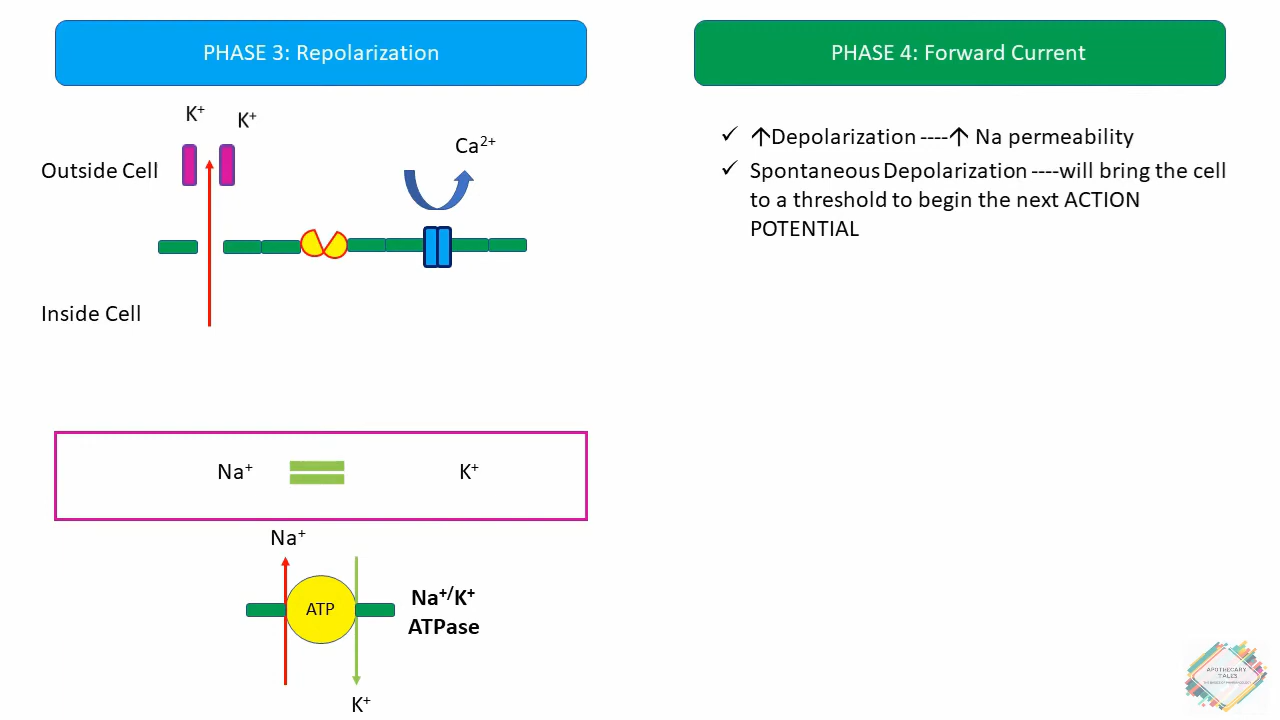 PHASE 3: Repolarization
K+
K+
Outside Cell
Ca2+
Inside Cell
Na+
K+
Na+
ATP
Na+/K+
ATPase
K+
PHASE 4: Forward Current
✓ ↑Depolarization ----↑ Na permeability
✓ Spontaneous Depolarization ----will bring the cell
to a threshold to begin the next ACTION
POTENTIAL
APOTHECARY
TALES